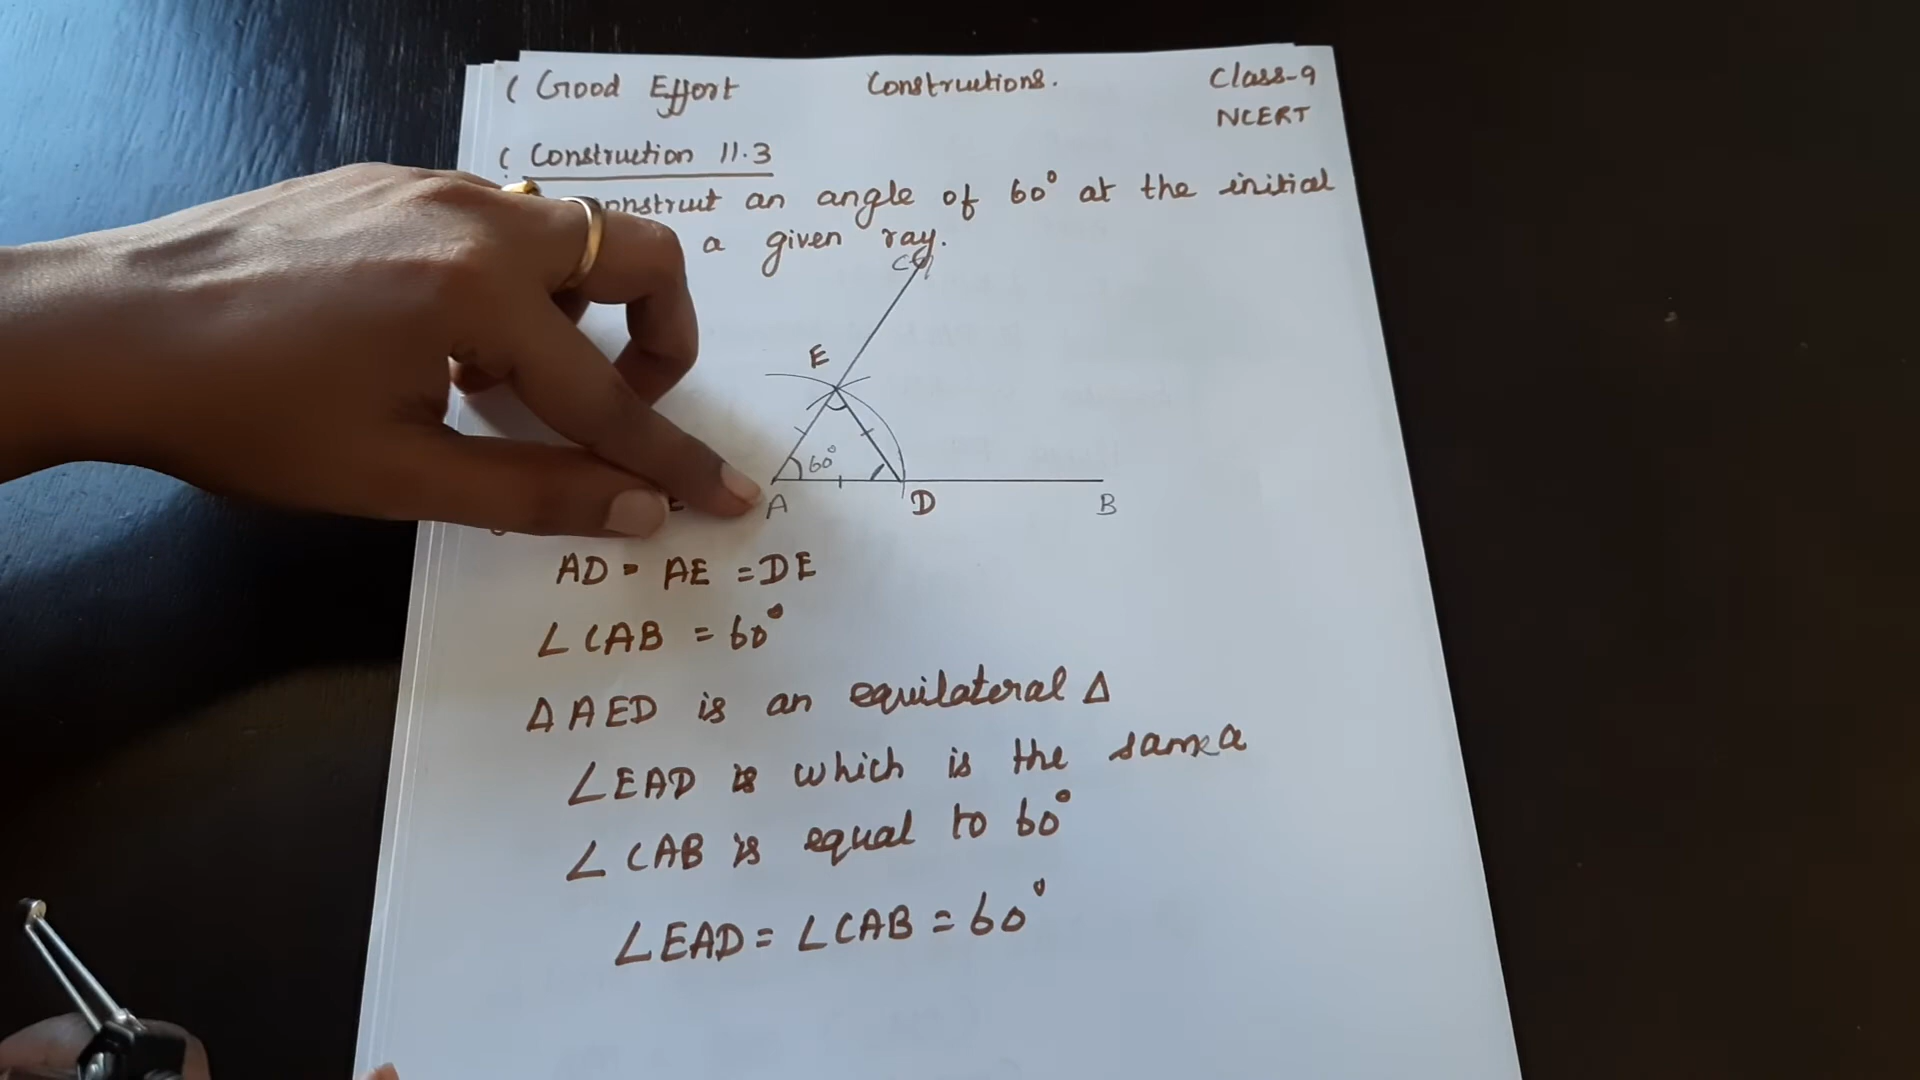 ( Good Effort Constructions. Class-9
NCERT
( Construction 11.3
onstruct an angle of 60° at the initial
a given ray.
C
E
60°
A D B
E
AD = AE = DE
∠CAB = 60°
Δ AED is an equilateral Δ
∠EAD is which is the same a
∠CAB is equal to 60°
∠EAD = ∠CAB = 60°